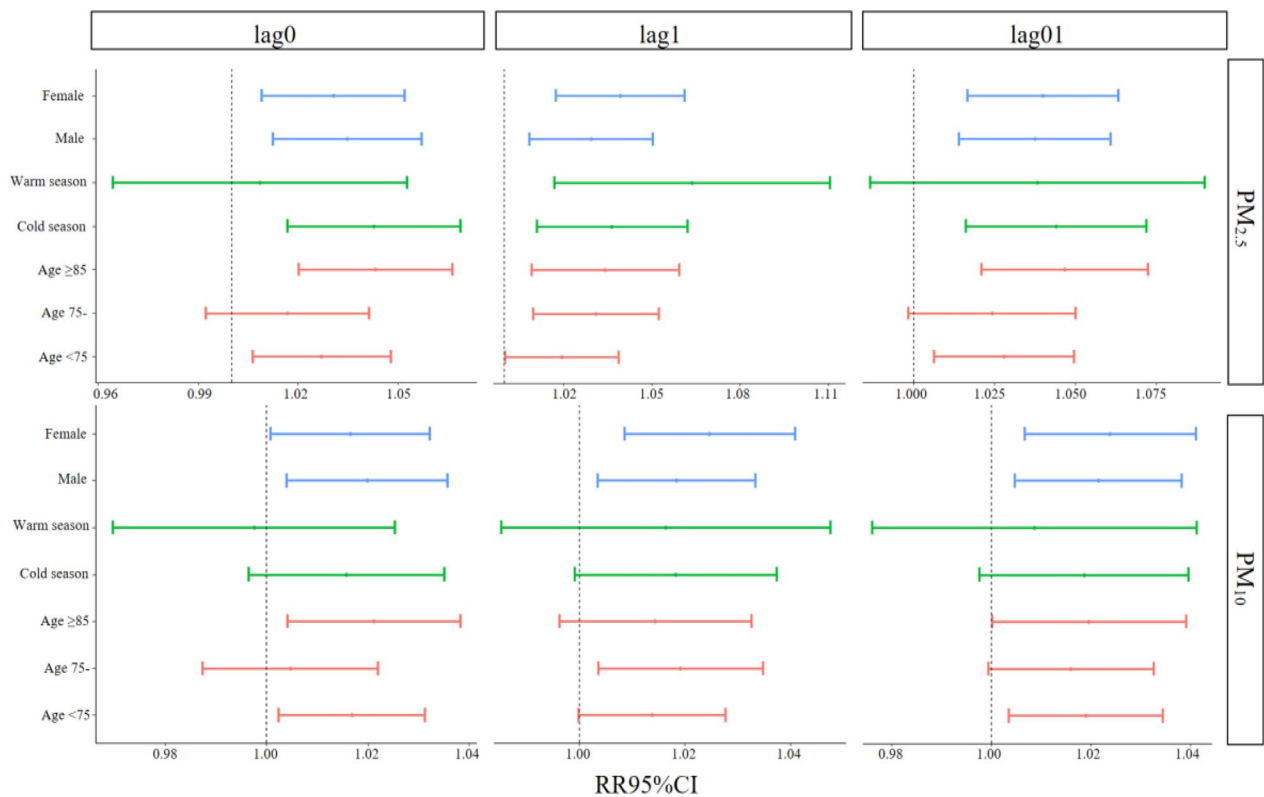 lag0 lag1 lag01
Female
Male
Warm season
Cold season
Age ≥85
Age 75-
Age <75
PM2.5
0.96 0.99 1.02 1.05 1.02 1.05 1.08 1.11 1.000 1.025 1.050 1.075
Female
Male
Warm season
Cold season
Age ≥85
Age 75-
Age <75
PM10
0.98 1.00 1.02 1.04 1.00 1.02 1.04 0.98 1.00 1.02 1.04
RR95%CI